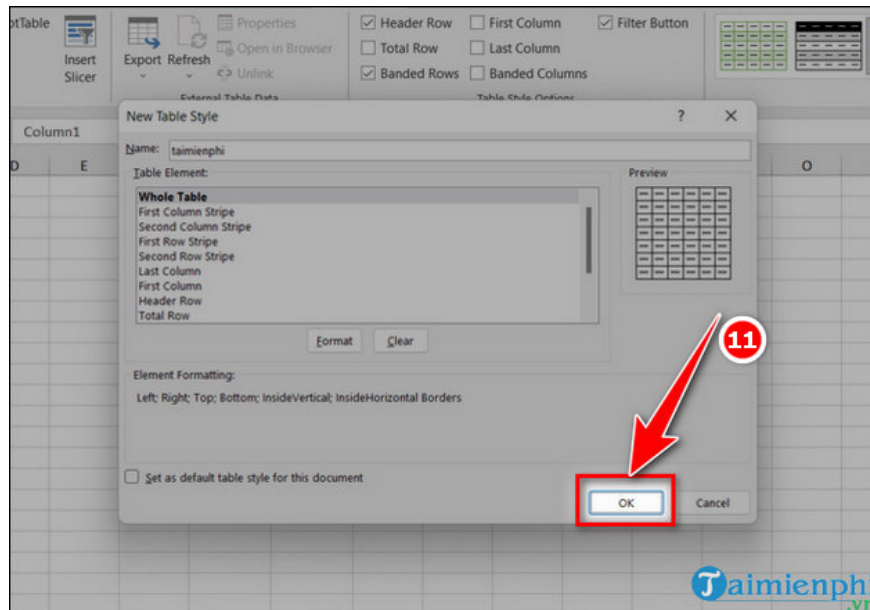 otTable
Insert
Slicer
Export Refresh
Properties
Open in Browser
Unlink
External Table Data
Header Row First Column Filter Button
Total Row Last Column
Banded Rows Banded Columns
Table Style Options
Column1
D E O
New Table Style ? ×
Name: taimienphi
Table Element:
Preview
Whole Table
First Column Stripe
Second Column Stripe
First Row Stripe
Second Row Stripe
Last Column
First Column
Header Row
Total Row
Format Clear
11
Element Formatting:
Left; Right; Top; Bottom; InsideVertical; InsideHorizontal Borders
Set as default table style for this document
OK Cancel
Taimienph
.vn